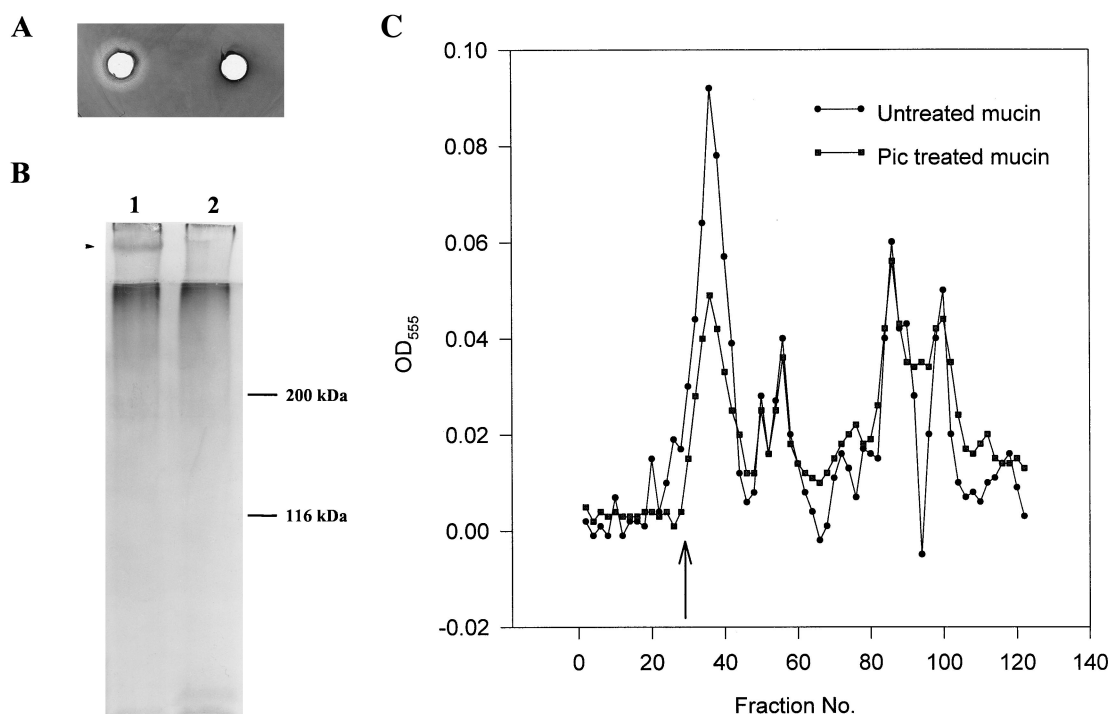 A
B
1 2
200 kDa
116 kDa
C
0.10
0.08
0.06
0.04
0.02
0.00
-0.02
OD555
Untreated mucin
Pic treated mucin
0 20 40 60 80 100 120 140
Fraction No.